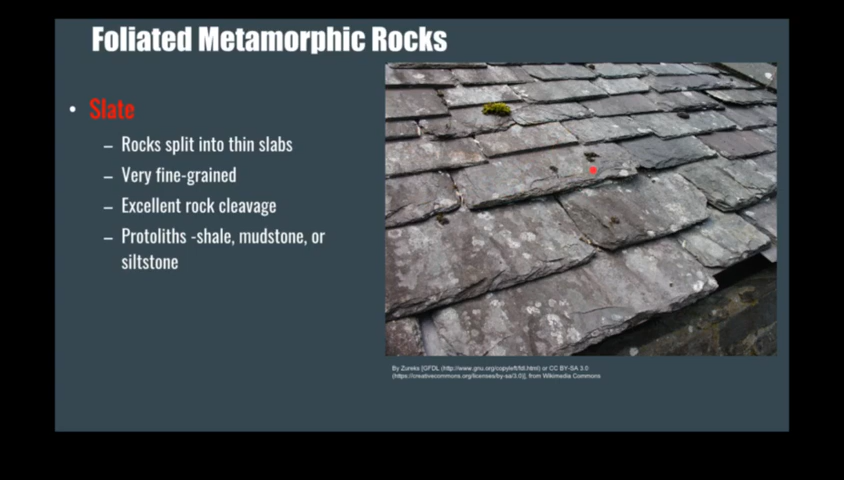 Foliated Metamorphic Rocks
• Slate
– Rocks split into thin slabs
– Very fine-grained
– Excellent rock cleavage
– Protoliths -shale, mudstone, or
siltstone
By Zureks [GFDL (http://www.gnu.org/copyleft/fdl.html) or CC BY-SA 3.0
(https://creativecommons.org/licenses/by-sa/3.0)], from Wikimedia Commons